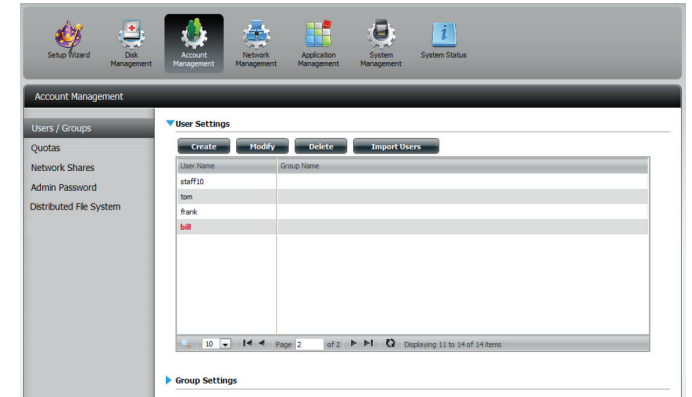 Setup Wizard
Disk Management
Account Management
Network Management
Application Management
System Management
System Status
Account Management
Users / Groups
Quotas
Network Shares
Admin Password
Distributed File System
User Settings
Create Modify Delete Import Users
User Name Group Name
staff10
tom
frank
bill
10 Page 2 of 2 Displaying 11 to 14 of 14 items
Group Settings